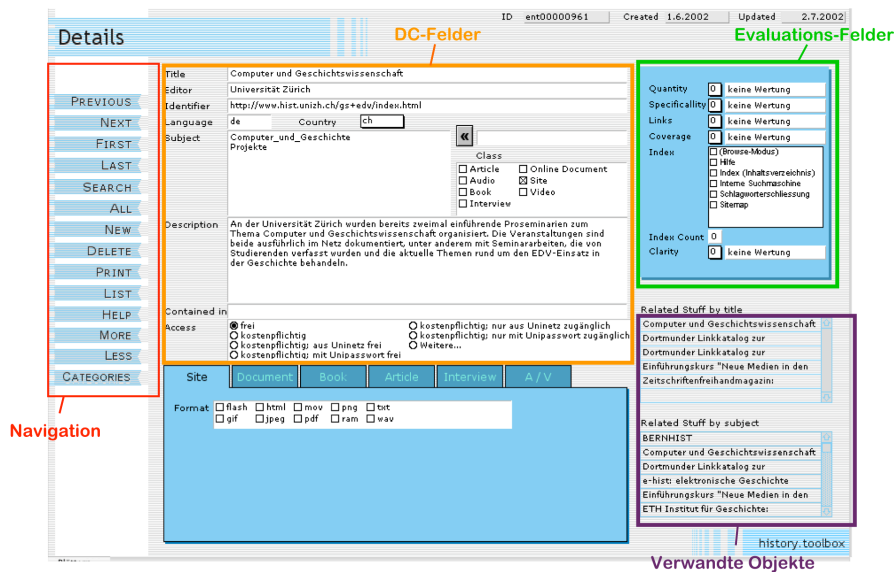 ID ent00000961 Created 1.6.2002 Updated 2.7.2002
Details
DC-Felder
Evaluations-Felder
PREVIOUS
NEXT
FIRST
LAST
SEARCH
ALL
NEW
DELETE
PRINT
LIST
HELP
MORE
LESS
CATEGORIES
Navigation
Title Computer und Geschichtswissenschaft
Editor Universität Zürich
Identifier http://www.hist.unizh.ch/gs+edv/index.html
Language de Country ch
Subject Computer_und_Geschichte
Projekte
«
Class
Article Online Document
Audio Site
Book Video
Interview
Description An der Universität Zürich wurden bereits zweimal einführende Proseminarien zum
Thema Computer und Geschichtswissenschaft organisiert. Die Veranstaltungen sind
beide ausführlich im Netz dokumentiert, unter anderem mit Seminararbeiten, die von
Studierenden verfasst wurden und die aktuelle Themen rund um den EDV-Einsatz in
der Geschichte behandeln.
Contained in
Access frei kostenpflichtig; nur aus Uninetz zugänglich
kostenpflichtig kostenpflichtig; nur mit Unipasswort zugänglich
kostenpflichtig; aus Uninetz frei Weitere...
kostenpflichtig; mit Unipasswort frei
Site Document Book Article Interview A / V
Format flash html mov png txt
gif jpeg pdf ram wav
Quantity 0 keine Wertung
Specificallity 0 keine Wertung
Links 0 keine Wertung
Coverage 0 keine Wertung
Index (Browse-Modus)
Hilfe
Index (Inhaltsverzeichnis)
Interne Suchmaschine
Schlagworterschliessung
Sitemap
Index Count 0
Clarity 0 keine Wertung
Related Stuff by title
Computer und Geschichtswissenschaft
Dortmunder Linkkatalog zur
Dortmunder Linkkatalog zur
Einführungskurs "Neue Medien in den
Zeitschriftenfreihandmagazin:
Related Stuff by subject
BERNHIST
Computer und Geschichtswissenschaft
Dortmunder Linkkatalog zur
e-hist: elektronische Geschichte
Einführungskurs "Neue Medien in den
ETH Institut für Geschichte:
history.toolbox
Verwandte Objekte